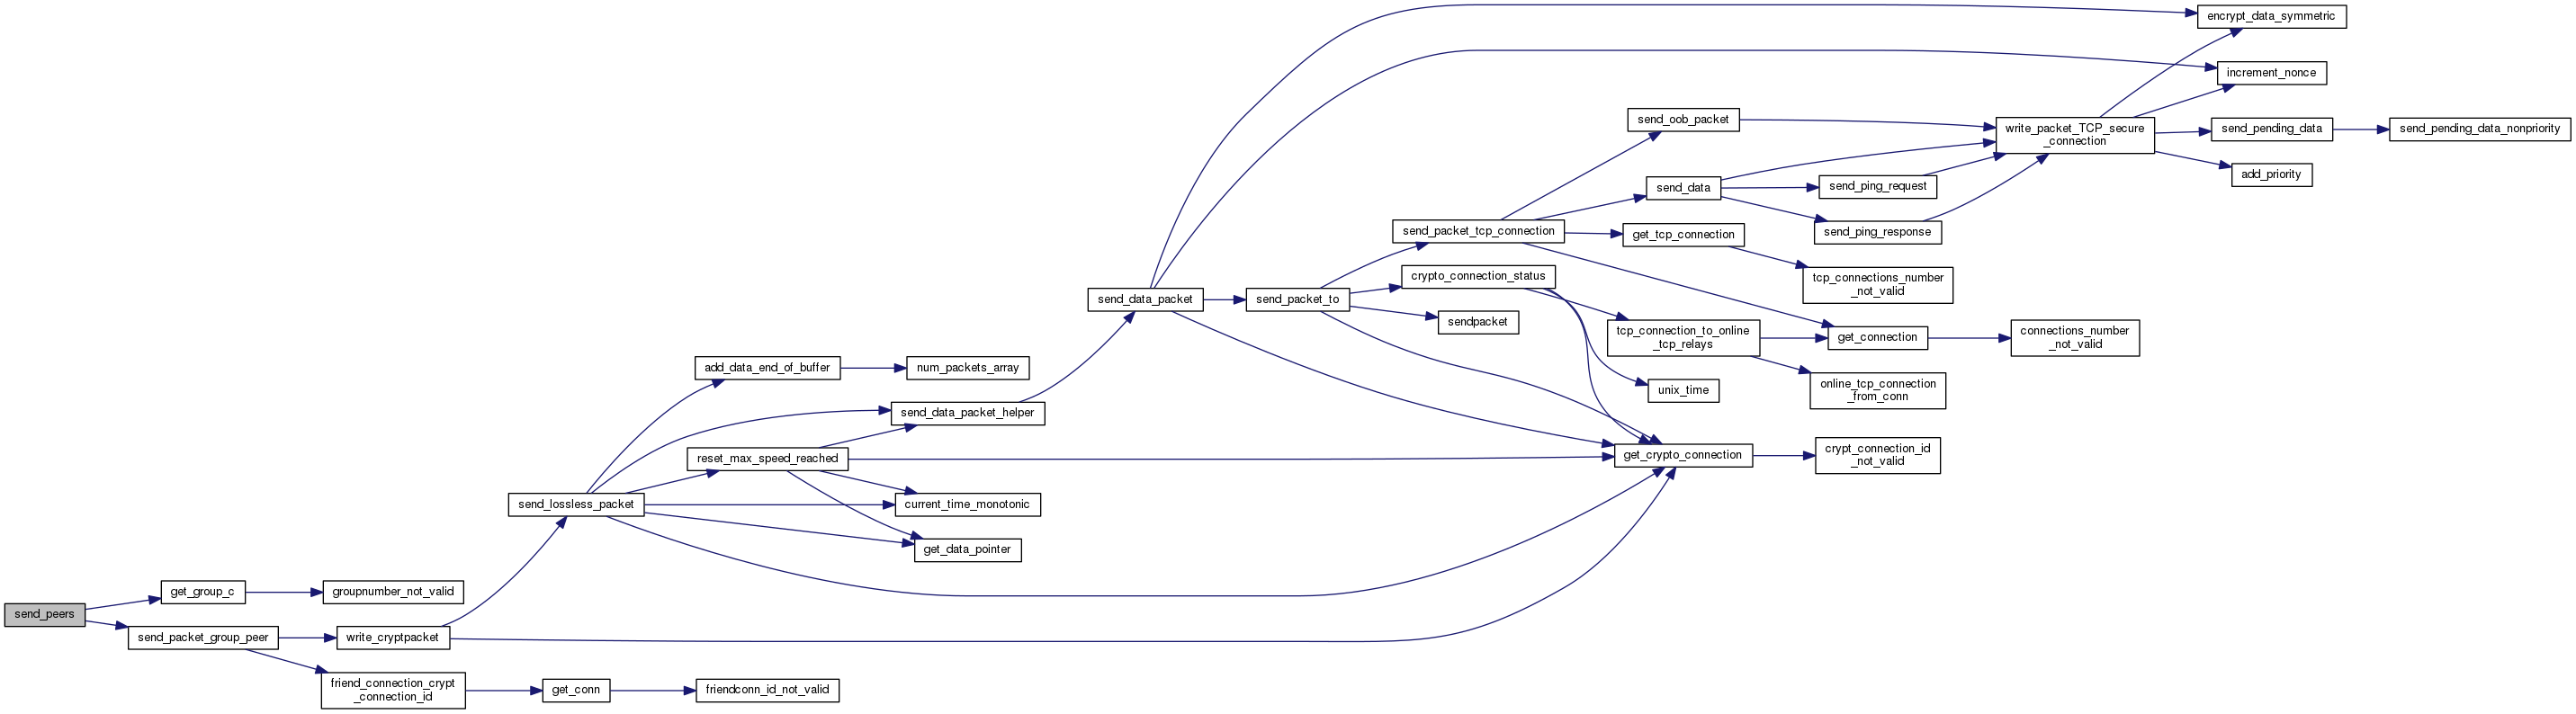 encrypt_data_symmetric
increment_nonce
send_oob_packet
write_packet_TCP_secure
_connection
send_pending_data
send_pending_data_nonpriority
add_priority
send_data
send_ping_request
send_ping_response
send_packet_tcp_connection
get_tcp_connection
tcp_connections_number
_not_valid
crypto_connection_status
send_data_packet
send_packet_to
sendpacket
tcp_connection_to_online
_tcp_relays
get_connection
connections_number
_not_valid
unix_time
online_tcp_connection
_from_conn
add_data_end_of_buffer
num_packets_array
send_data_packet_helper
reset_max_speed_reached
get_crypto_connection
crypt_connection_id
_not_valid
send_lossless_packet
current_time_monotonic
get_data_pointer
get_group_c
groupnumber_not_valid
send_peers
send_packet_group_peer
write_cryptpacket
friend_connection_crypt
_connection_id
get_conn
friendconn_id_not_valid